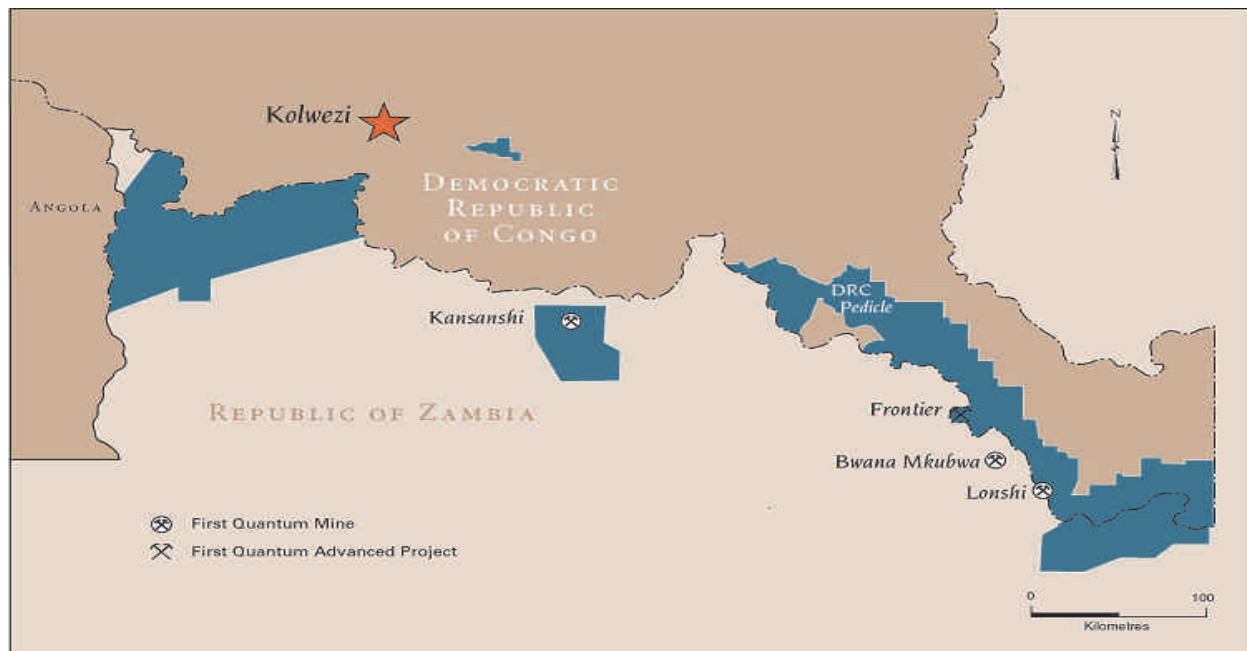 Kolwezi
N
DEMOCRATIC
REPUBLIC
OF CONGO
ANGOLA
DRC
Pedicle
Kansanshi
REPUBLIC OF ZAMBIA
Frontier
Bwana Mkubwa
Lonshi
First Quantum Mine
First Quantum Advanced Project
0 100
Kilometres